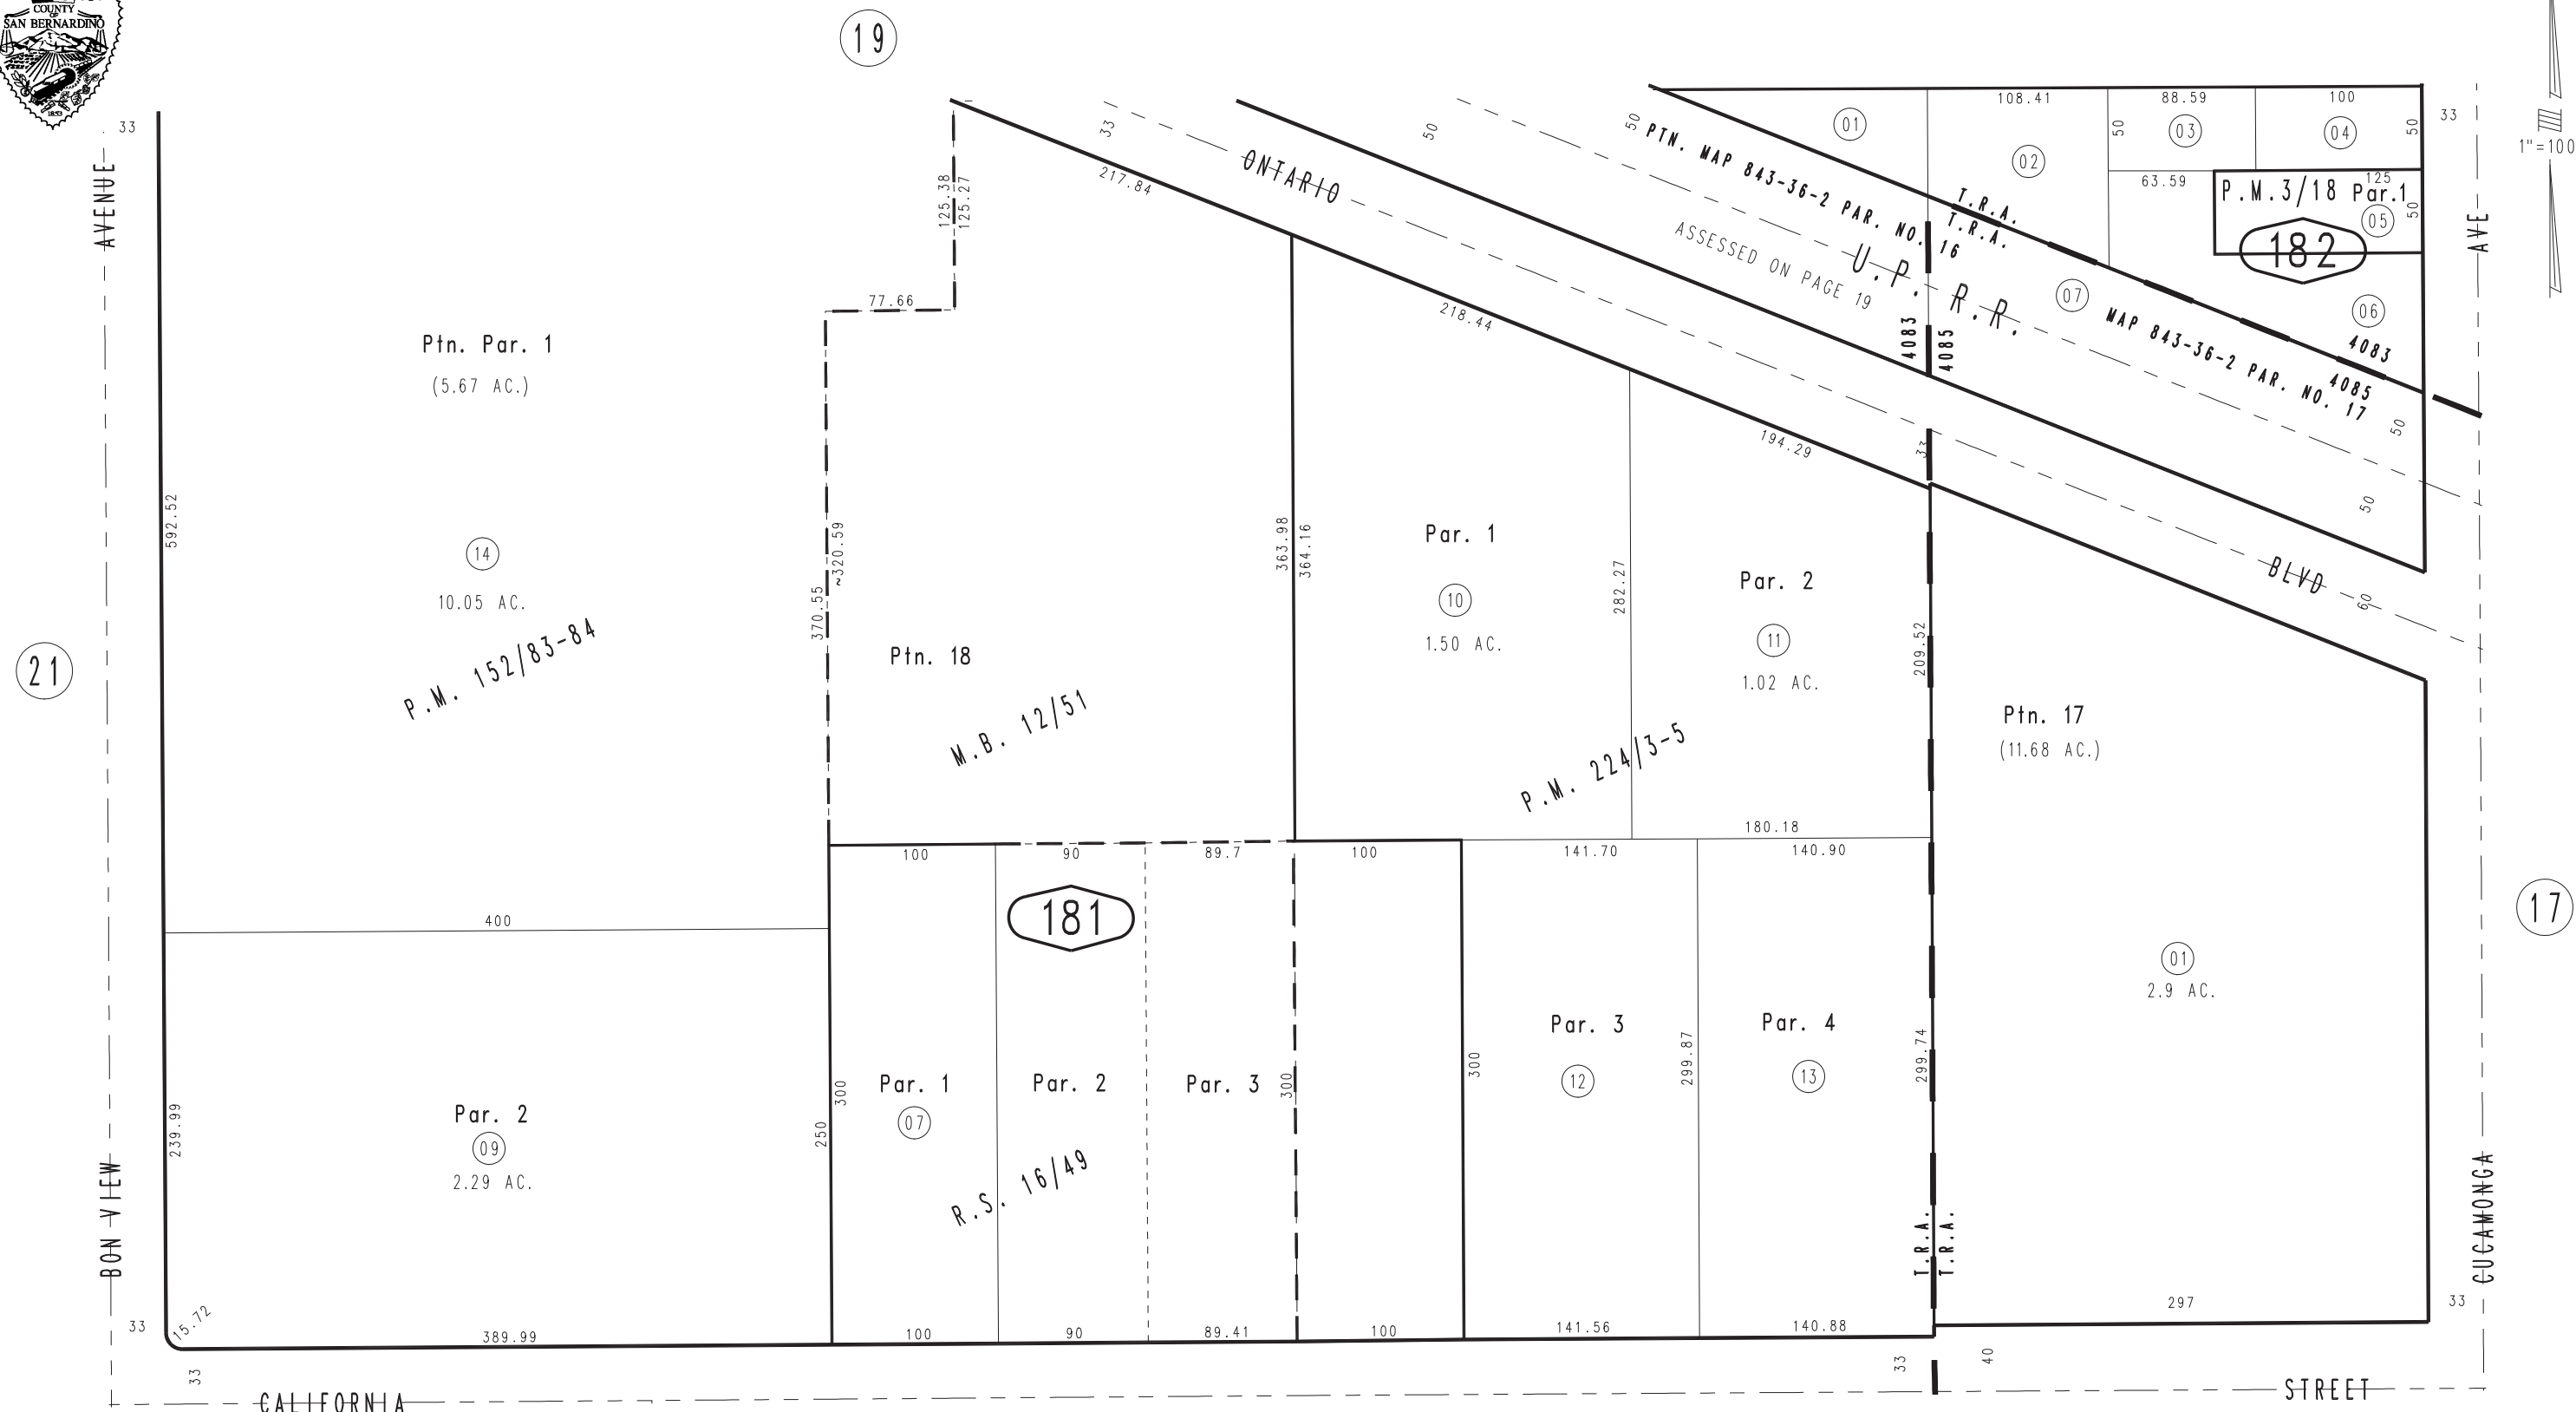 COUNTY
OF
SAN BERNARDINO
1853
19
33
AVENUE
33
ONTARIO
217.84
125.38
125.27
50
50
PTN. MAP 843-36-2 PAR. NO. 16
ASSESSED ON PAGE 19
U.P. R.R.
T.R.A.
T.R.A.
4083
4085
01
108.41
02
50
88.59
03
100
04
50
33
63.59
125
P.M.3/18 Par.1
05
50
182
06
07
MAP 843-36-2 PAR. NO. 17
4083
4085
50
50
AVE
1"=100
77.66
218.44
194.29
33
Ptn. Par. 1
(5.67 AC.)
592.52
14
10.05 AC.
P.M. 152/83-84
~320.59
370.55
363.98
364.16
Par. 1
10
1.50 AC.
282.27
Par. 2
11
1.02 AC.
209.52
BLVD
60
21
Ptn. 18
M.B. 12/51
P.M. 224/3-5
Ptn. 17
(11.68 AC.)
180.18
100
90
89.7
100
141.70
140.90
181
17
400
01
2.9 AC.
Par. 2
09
2.29 AC.
239.99
300
250
Par. 1
07
Par. 2
Par. 3
300
R.S. 16/49
300
Par. 3
12
299.87
Par. 4
13
299.74
T.R.A.
T.R.A.
BON VIEW
CUCAMONGA
33
15.72
389.99
100
90
89.41
100
141.56
140.88
297
33
33
33
40
CALIFORNIA
STREET